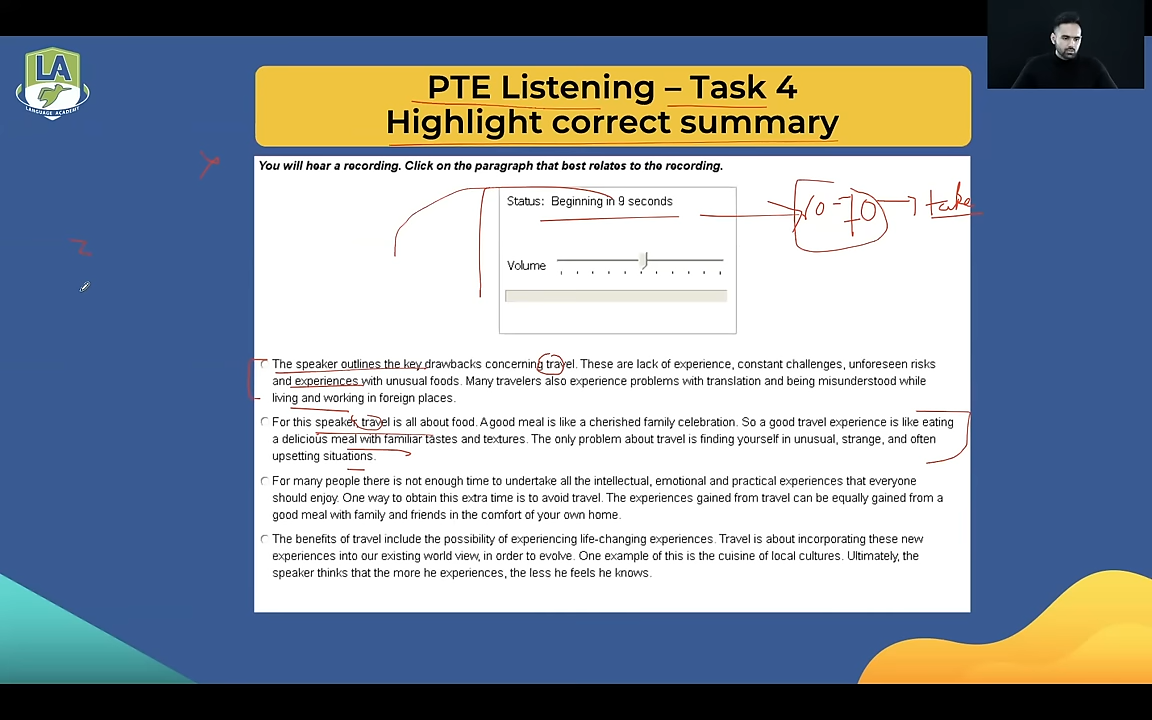 LA
LANGUAGE ACADEMY
PTE Listening – Task 4
Highlight correct summary
You will hear a recording. Click on the paragraph that best relates to the recording.
Status: Beginning in 9 seconds
10-70 → take
Volume
The speaker outlines the key drawbacks concerning travel. These are lack of experience, constant challenges, unforeseen risks
and experiences with unusual foods. Many travelers also experience problems with translation and being misunderstood while
living and working in foreign places.
For this speaker, travel is all about food. A good meal is like a cherished family celebration. So a good travel experience is like eating
a delicious meal with familiar tastes and textures. The only problem about travel is finding yourself in unusual, strange, and often
upsetting situations.
For many people there is not enough time to undertake all the intellectual, emotional and practical experiences that everyone
should enjoy. One way to obtain this extra time is to avoid travel. The experiences gained from travel can be equally gained from a
good meal with family and friends in the comfort of your own home.
The benefits of travel include the possibility of experiencing life-changing experiences. Travel is about incorporating these new
experiences into our existing world view, in order to evolve. One example of this is the cuisine of local cultures. Ultimately, the
speaker thinks that the more he experiences, the less he feels he knows.